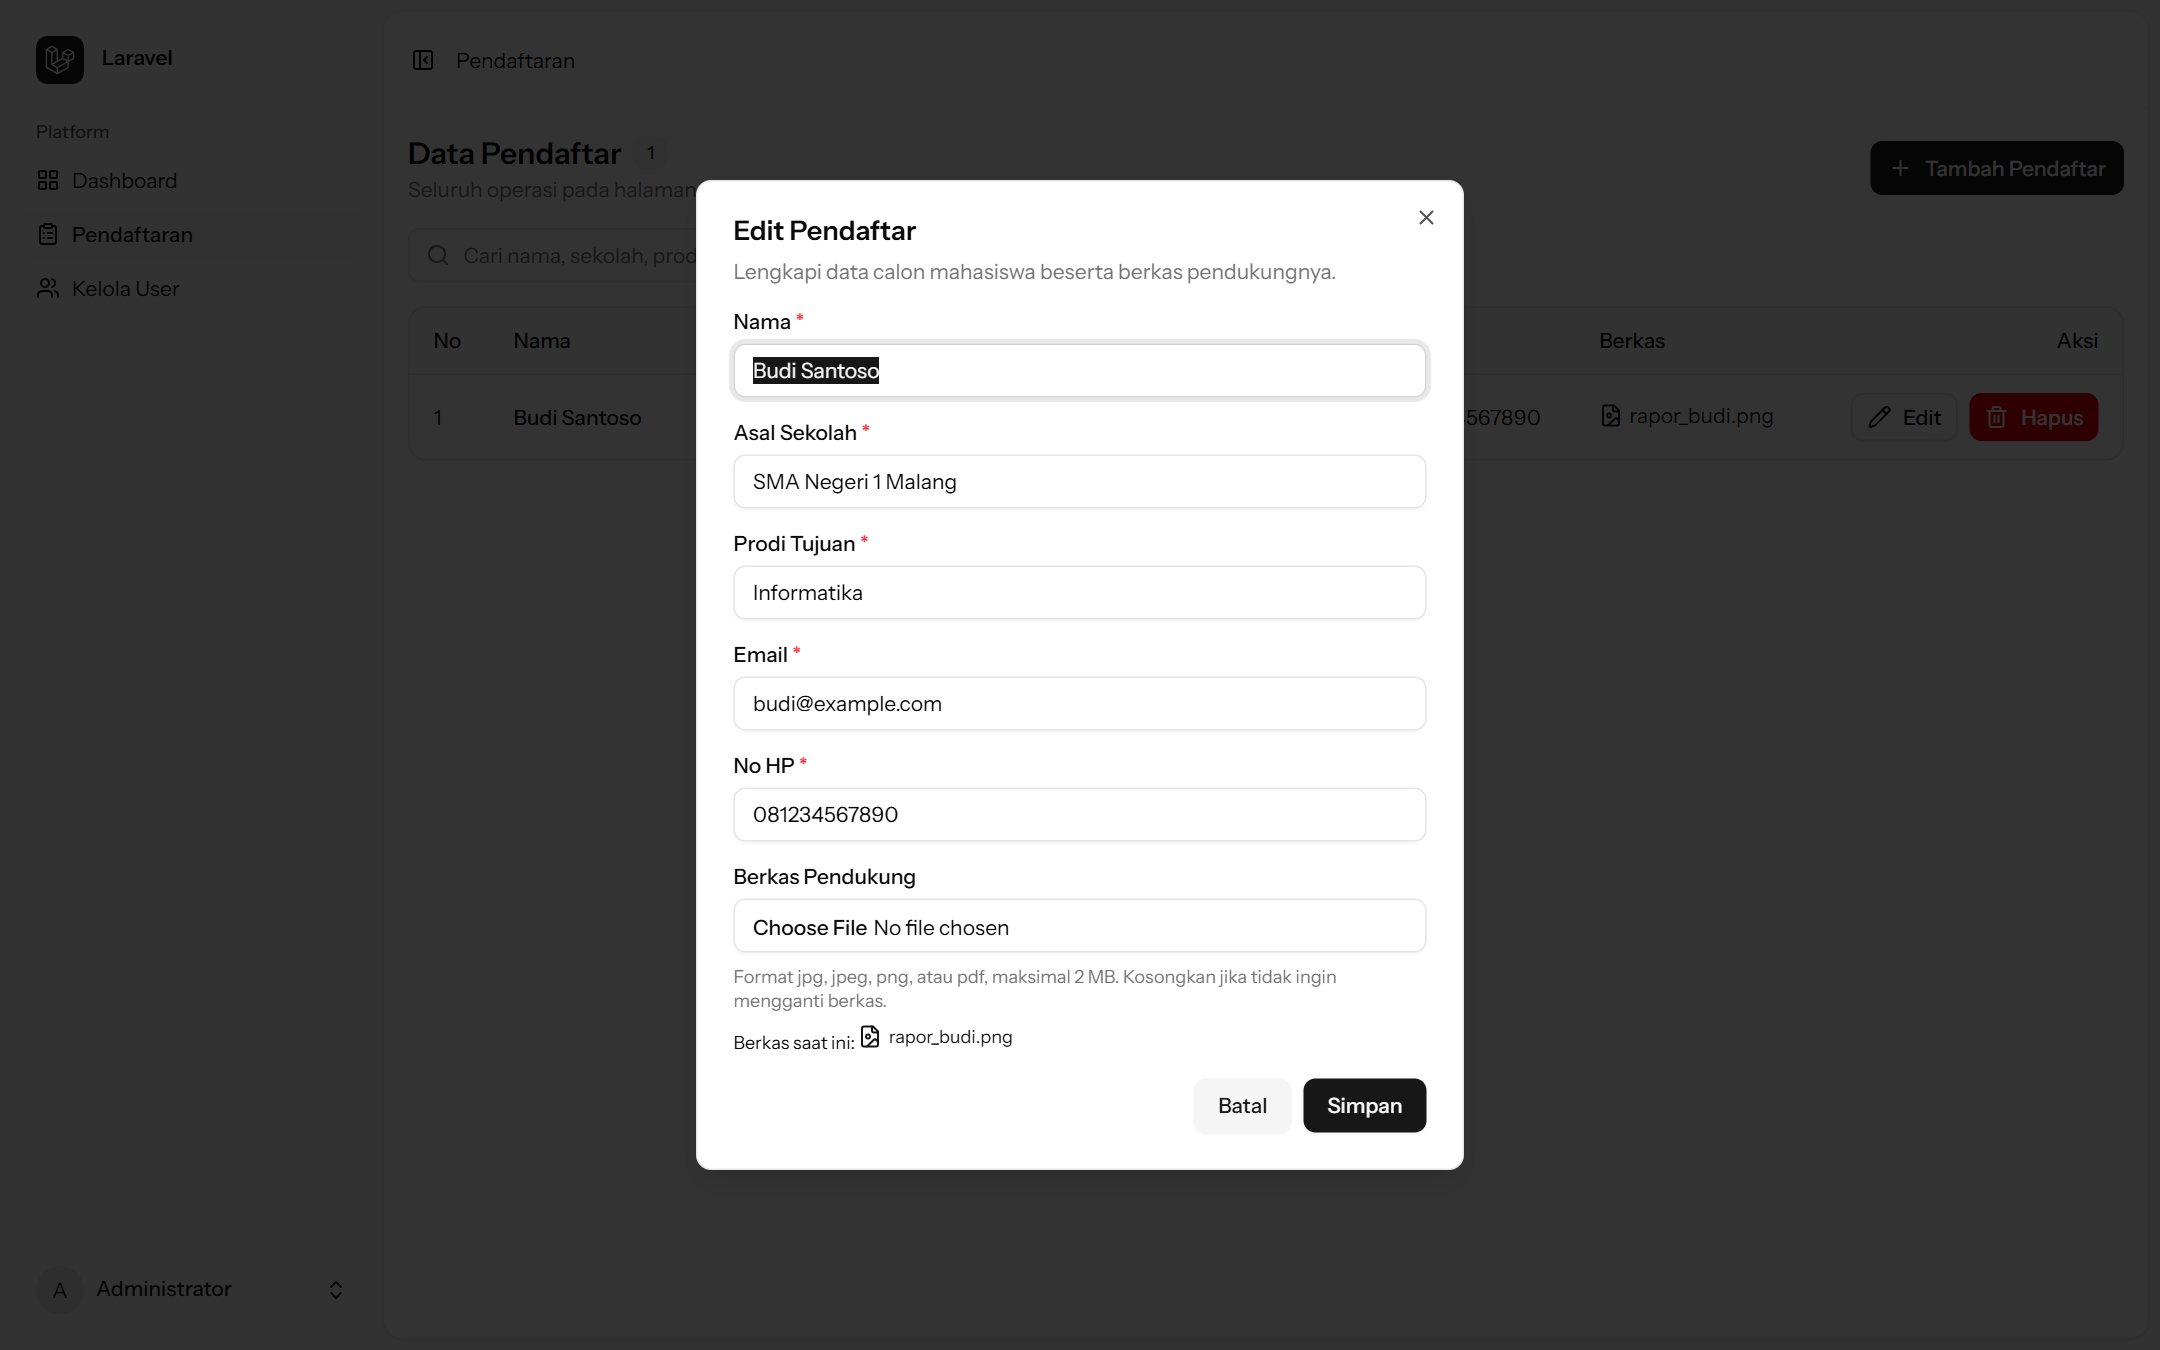 Laravel
Platform
Dashboard
Pendaftaran
Kelola User
A Administrator
Pendaftaran
Data Pendaftar 1
Seluruh operasi pada halaman
Tambah Pendaftar
Cari nama, sekolah, prod
No Nama Berkas Aksi
1 Budi Santoso 567890 rapor_budi.png Edit Hapus
Edit Pendaftar
Lengkapi data calon mahasiswa beserta berkas pendukungnya.
Nama *
Budi Santoso
Asal Sekolah *
SMA Negeri 1 Malang
Prodi Tujuan *
Informatika
Email *
budi@example.com
No HP *
081234567890
Berkas Pendukung
Choose File No file chosen
Format jpg, jpeg, png, atau pdf, maksimal 2 MB. Kosongkan jika tidak ingin
mengganti berkas.
Berkas saat ini: rapor_budi.png
Batal Simpan